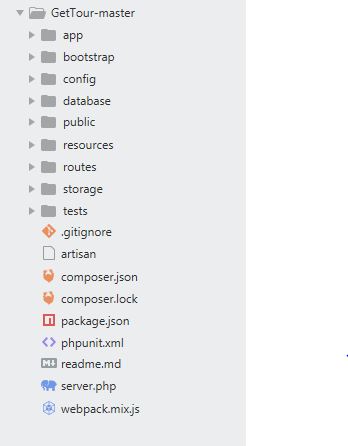 GetTour-master
app
bootstrap
config
database
public
resources
routes
storage
tests
.gitignore
artisan
composer.json
composer.lock
package.json
phpunit.xml
readme.md
server.php
webpack.mix.js